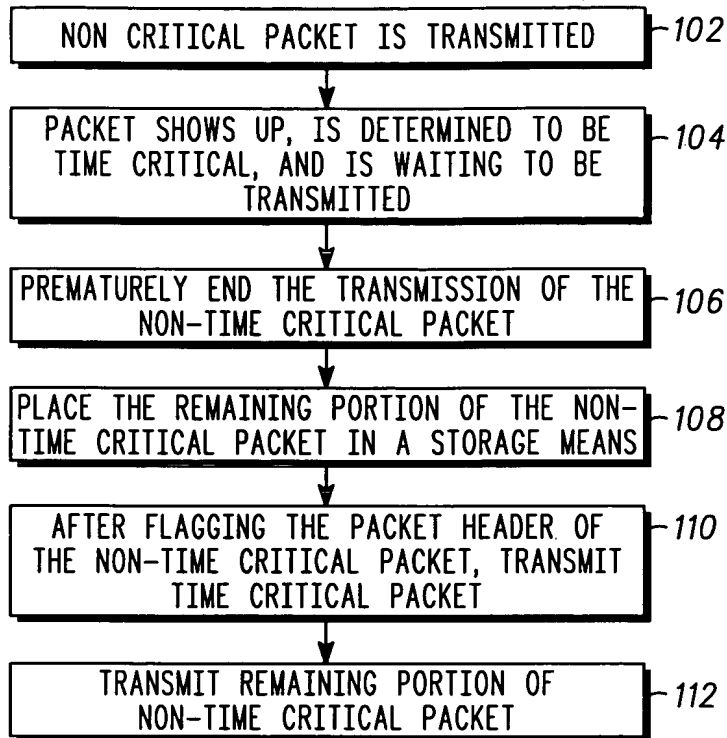 NON CRITICAL PACKET IS TRANSMITTED 102
PACKET SHOWS UP, IS DETERMINED TO BE
TIME CRITICAL, AND IS WAITING TO BE
TRANSMITTED
104
PREMATURELY END THE TRANSMISSION OF THE
NON-TIME CRITICAL PACKET
106
PLACE THE REMAINING PORTION OF THE NON-
TIME CRITICAL PACKET IN A STORAGE MEANS
108
AFTER FLAGGING THE PACKET HEADER OF
THE NON-TIME CRITICAL PACKET, TRANSMIT
TIME CRITICAL PACKET
110
TRANSMIT REMAINING PORTION OF
NON-TIME CRITICAL PACKET
112